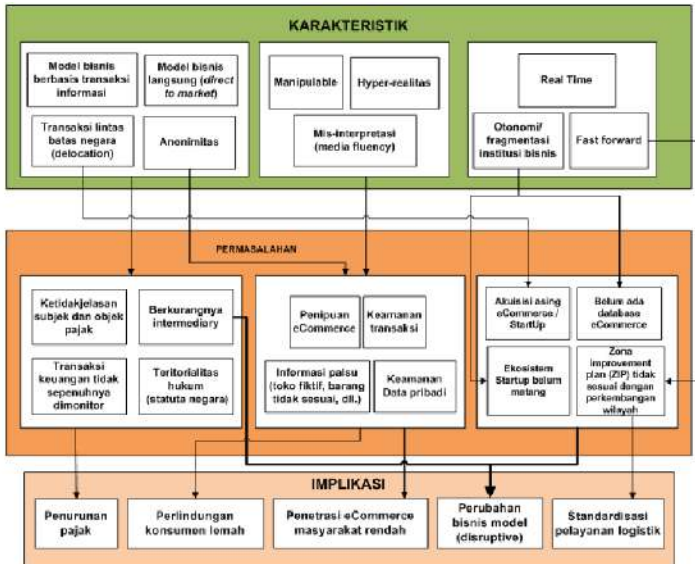 KARAKTERISTIK
Model bisnis
berbasis transaksi
informasi
Model bisnis
langsung (direct
to market)
Transaksi lintas
batas negara
(delocation)
Anonimitas
Manipulable
Hyper-realitas
Mis-interpretasi
(media fluency)
Real Time
Otonomi/
fragmentasi
institusi bisnis
Fast forward
PERMASALAHAN
Ketidakjelasan
subjek dan objek
pajak
Berkurangnya
intermediary
Transaksi
keuangan tidak
sepenuhnya
dimonitor
Teritorialitas
hukum
(statuta negara)
Penipuan
eCommerce
Keamanan
transaksi
Informasi palsu
(toko fiktif, barang
tidak sesuai, dll.)
Keamanan
Data pribadi
Akuisisi asing
eCommerce /
StartUp
Belum ada
database
eCommerce
Ekosistem
Startup belum
matang
Zona
improvement
plan (ZIP) tidak
sesuai dengan
perkembangan
wilayah
IMPLIKASI
Penurunan
pajak
Perlindungan
konsumen lemah
Penetrasi eCommerce
masyarakat rendah
Perubahan
bisnis model
(disruptive)
Standardisasi
pelayanan logistik